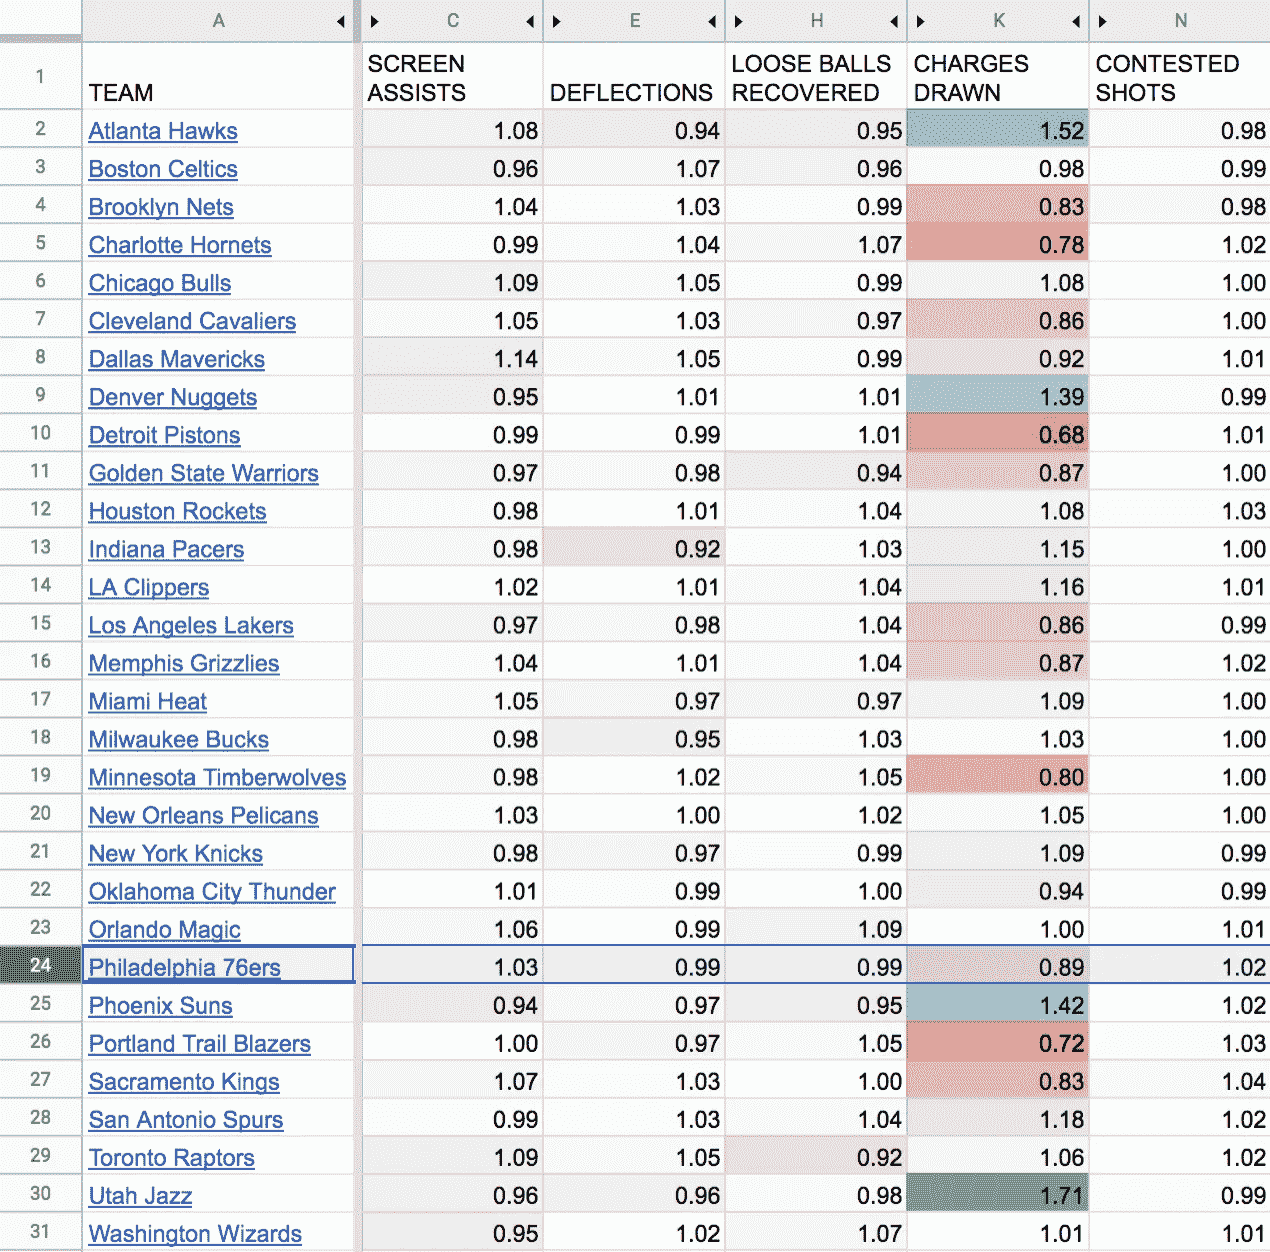 A C E H K N
1 TEAM SCREEN ASSISTS DEFLECTIONS LOOSE BALLS RECOVERED CHARGES DRAWN CONTESTED SHOTS
2 Atlanta Hawks 1.08 0.94 0.95 1.52 0.98
3 Boston Celtics 0.96 1.07 0.96 0.98 0.99
4 Brooklyn Nets 1.04 1.03 0.99 0.83 0.98
5 Charlotte Hornets 0.99 1.04 1.07 0.78 1.02
6 Chicago Bulls 1.09 1.05 0.99 1.08 1.00
7 Cleveland Cavaliers 1.05 1.03 0.97 0.86 1.00
8 Dallas Mavericks 1.14 1.05 0.99 0.92 1.01
9 Denver Nuggets 0.95 1.01 1.01 1.39 0.99
10 Detroit Pistons 0.99 0.99 1.01 0.68 1.01
11 Golden State Warriors 0.97 0.98 0.94 0.87 1.00
12 Houston Rockets 0.98 1.01 1.04 1.08 1.03
13 Indiana Pacers 0.98 0.92 1.03 1.15 1.00
14 LA Clippers 1.02 1.01 1.04 1.16 1.01
15 Los Angeles Lakers 0.97 0.98 1.04 0.86 0.99
16 Memphis Grizzlies 1.04 1.01 1.04 0.87 1.02
17 Miami Heat 1.05 0.97 0.97 1.09 1.00
18 Milwaukee Bucks 0.98 0.95 1.03 1.03 1.00
19 Minnesota Timberwolves 0.98 1.02 1.05 0.80 1.00
20 New Orleans Pelicans 1.03 1.00 1.02 1.05 1.00
21 New York Knicks 0.98 0.97 0.99 1.09 0.99
22 Oklahoma City Thunder 1.01 0.99 1.00 0.94 0.99
23 Orlando Magic 1.06 0.99 1.09 1.00 1.01
24 Philadelphia 76ers 1.03 0.99 0.99 0.89 1.02
25 Phoenix Suns 0.94 0.97 0.95 1.42 1.02
26 Portland Trail Blazers 1.00 0.97 1.05 0.72 1.03
27 Sacramento Kings 1.07 1.03 1.00 0.83 1.04
28 San Antonio Spurs 0.99 1.03 1.04 1.18 1.02
29 Toronto Raptors 1.09 1.05 0.92 1.06 1.02
30 Utah Jazz 0.96 0.96 0.98 1.71 0.99
31 Washington Wizards 0.95 1.02 1.07 1.01 1.01